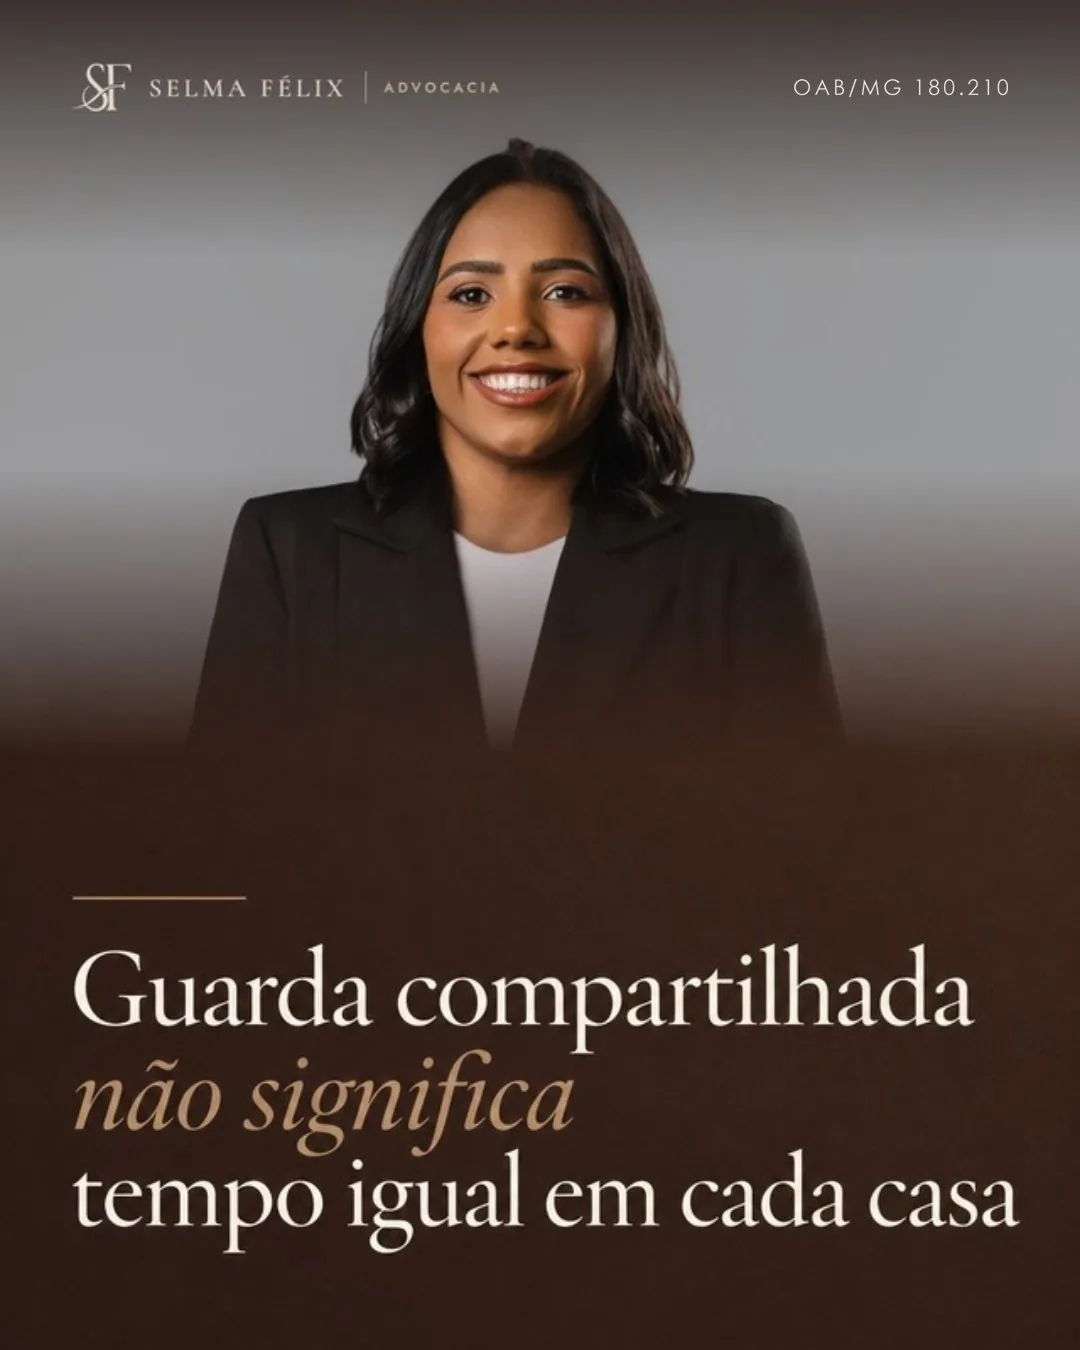 SF SELMA FÉLIX | ADVOCACIA
OAB/MG 180.210
Guarda compartilhada
não significa
tempo igual em cada casa